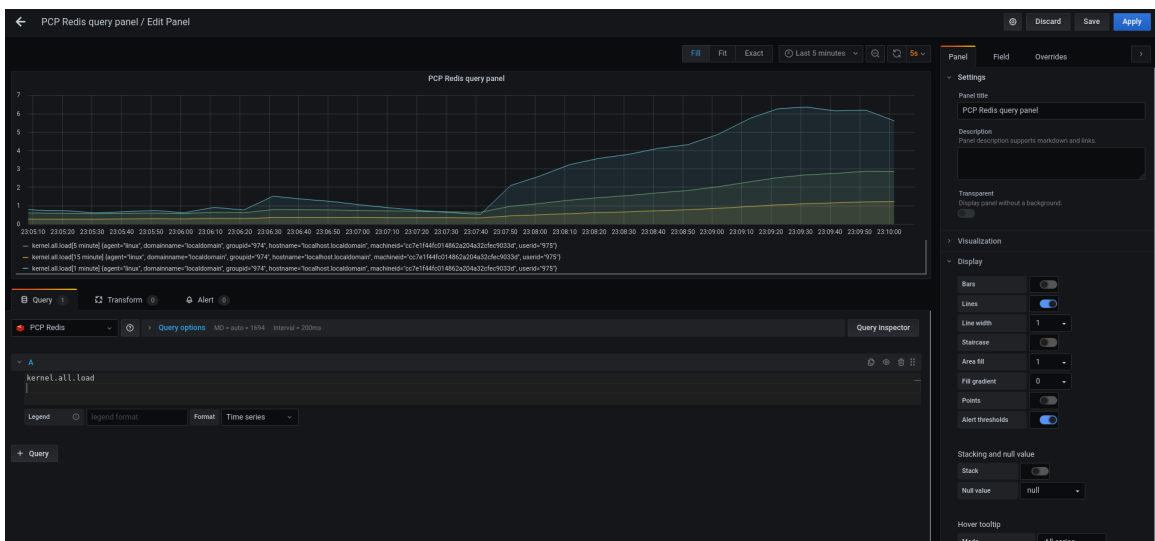 PCP Redis query panel / Edit Panel
Discard Save Apply
Fill Fit Exact Last 5 minutes 5s
PCP Redis query panel
7
6
5
4
3
2
1
0
23:05:10 23:05:20 23:05:30 23:05:40 23:05:50 23:06:00 23:06:10 23:06:20 23:06:30 23:06:40 23:06:50 23:07:00 23:07:10 23:07:20 23:07:30 23:07:40 23:07:50 23:08:00 23:08:10 23:08:20 23:08:30 23:08:40 23:08:50 23:09:00 23:09:10 23:09:20 23:09:30 23:09:40 23:09:50 23:10:00
kernel.all.load[5 minute] {agent="linux", domainname="localdomain", groupid="974", hostname="localhost.localdomain", machineid="cc7e1f44fc014862a204a32cfec9033d", userid="975"}
kernel.all.load[15 minute] {agent="linux", domainname="localdomain", groupid="974", hostname="localhost.localdomain", machineid="cc7e1f44fc014862a204a32cfec9033d", userid="975"}
kernel.all.load[1 minute] {agent="linux", domainname="localdomain", groupid="974", hostname="localhost.localdomain", machineid="cc7e1f44fc014862a204a32cfec9033d", userid="975"}
Query 1 Transform 0 Alert 0
PCP Redis Query options MD = auto = 1694 Interval = 200ms Query inspector
A
kernel.all.load
Legend legend format Format Time series
+ Query
Panel Field Overrides
Settings
Panel title
PCP Redis query panel
Description
Panel description supports markdown and links.
Transparent
Display panel without a background.
Visualization
Display
Bars
Lines
Line width 1
Staircase
Area fill 1
Fill gradient 0
Points
Alert thresholds
Stacking and null value
Stack
Null value null
Hover tooltip
Mode All series